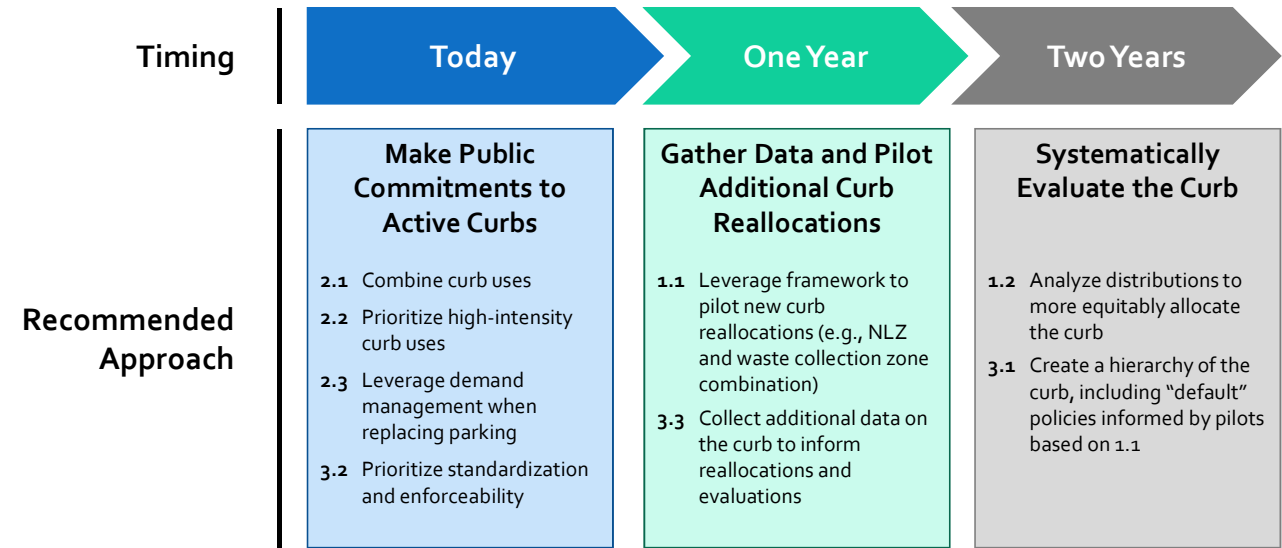 Timing
Today
One Year
Two Years
Recommended
Approach
Make Public
Commitments to
Active Curbs
2.1 Combine curb uses
2.2 Prioritize high-intensity
curb uses
2.3 Leverage demand
management when
replacing parking
3.2 Prioritize standardization
and enforceability
Gather Data and Pilot
Additional Curb
Reallocations
1.1 Leverage framework to
pilot new curb
reallocations (e.g., NLZ
and waste collection zone
combination)
3.3 Collect additional data on
the curb to inform
reallocations and
evaluations
Systematically
Evaluate the Curb
1.2 Analyze distributions to
more equitably allocate
the curb
3.1 Create a hierarchy of the
curb, including “default”
policies informed by pilots
based on 1.1